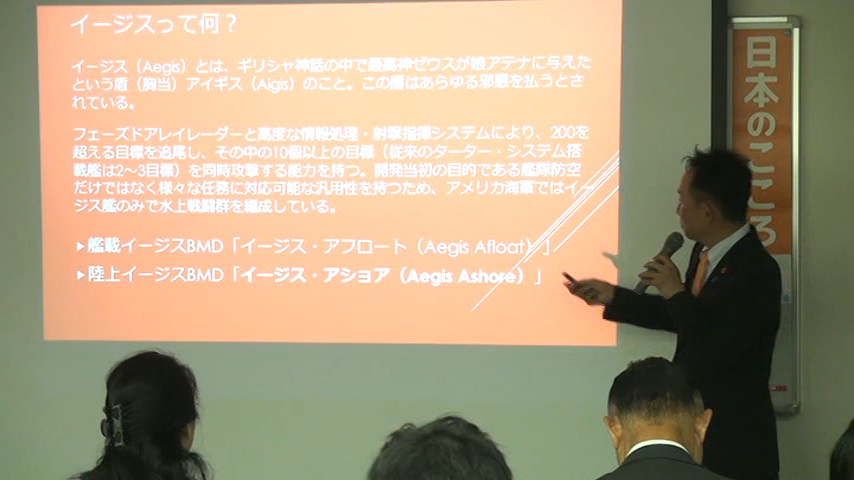 イージスって何？
イージス（Aegis）とは、ギリシャ神話の中で最高神ゼウスが娘アテナに与えた
という盾（胸当）アイギス（Aigis）のこと。この盾はあらゆる邪悪を払うとさ
れている。
フェーズドアレイレーダーと高度な情報処理・射撃指揮システムにより、200を
超える目標を追尾し、その中の10個以上の目標（従来のターター・システム搭
載艦は2～3目標）を同時攻撃する能力を持つ。開発当初の目的である艦隊防空
だけではなく様々な任務に対応可能な汎用性を持つため、アメリカ海軍ではイー
ジス艦のみで水上戦闘群を編成している。
▶艦載イージスBMD「イージス・アフロート（Aegis Afloat）」
▶陸上イージスBMD「イージス・アショア（Aegis Ashore）」
日本のこころ